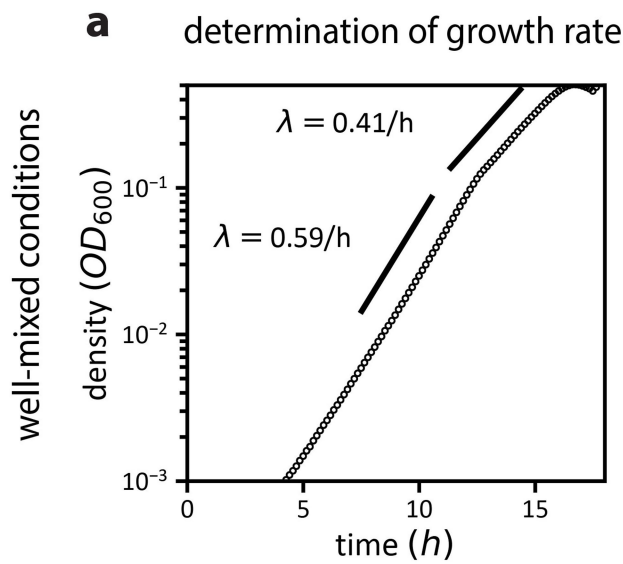 a
determination of growth rate
well-mixed conditions
density (OD₆₀₀)
10⁻¹
10⁻²
10⁻³
λ = 0.41/h
λ = 0.59/h
0 5 10 15
time (h)